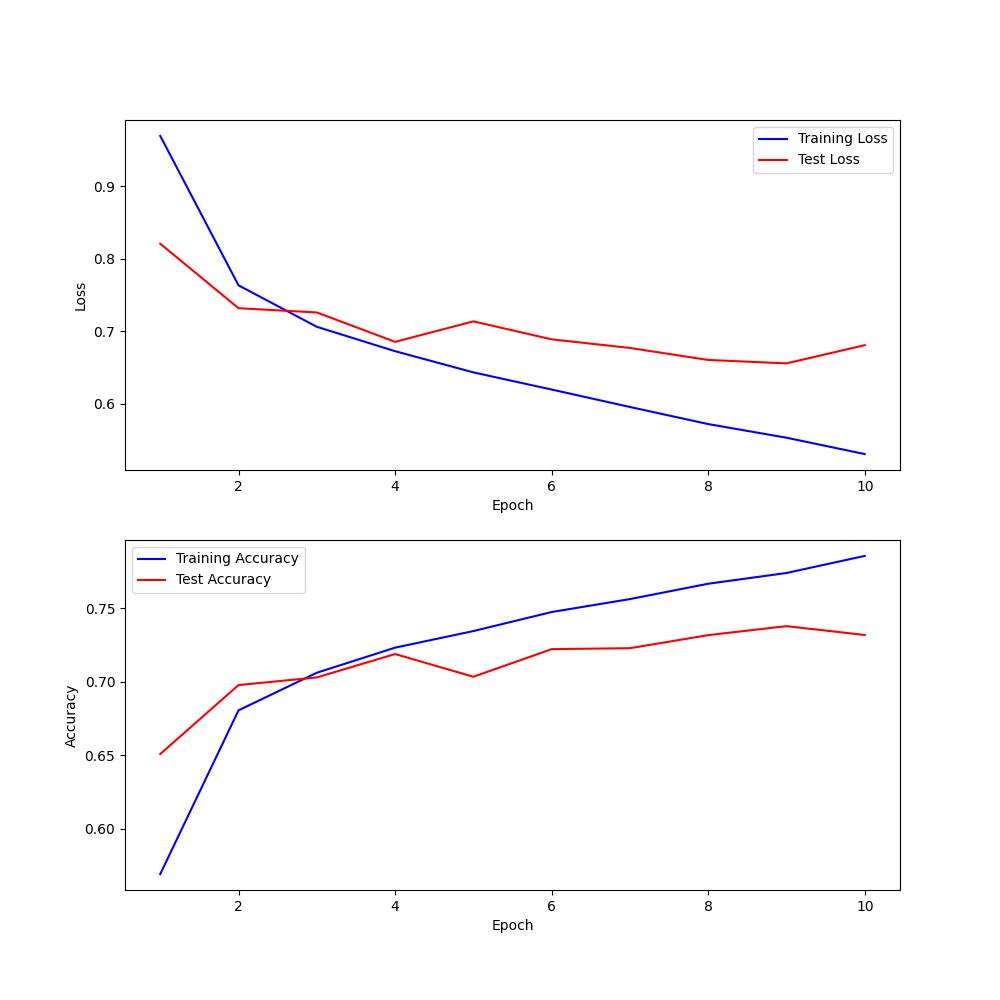 Training Loss
Test Loss
0.9
0.8
0.7
0.6
Loss
2 4 6 8 10
Epoch
Training Accuracy
Test Accuracy
0.75
0.70
0.65
0.60
Accuracy
2 4 6 8 10
Epoch